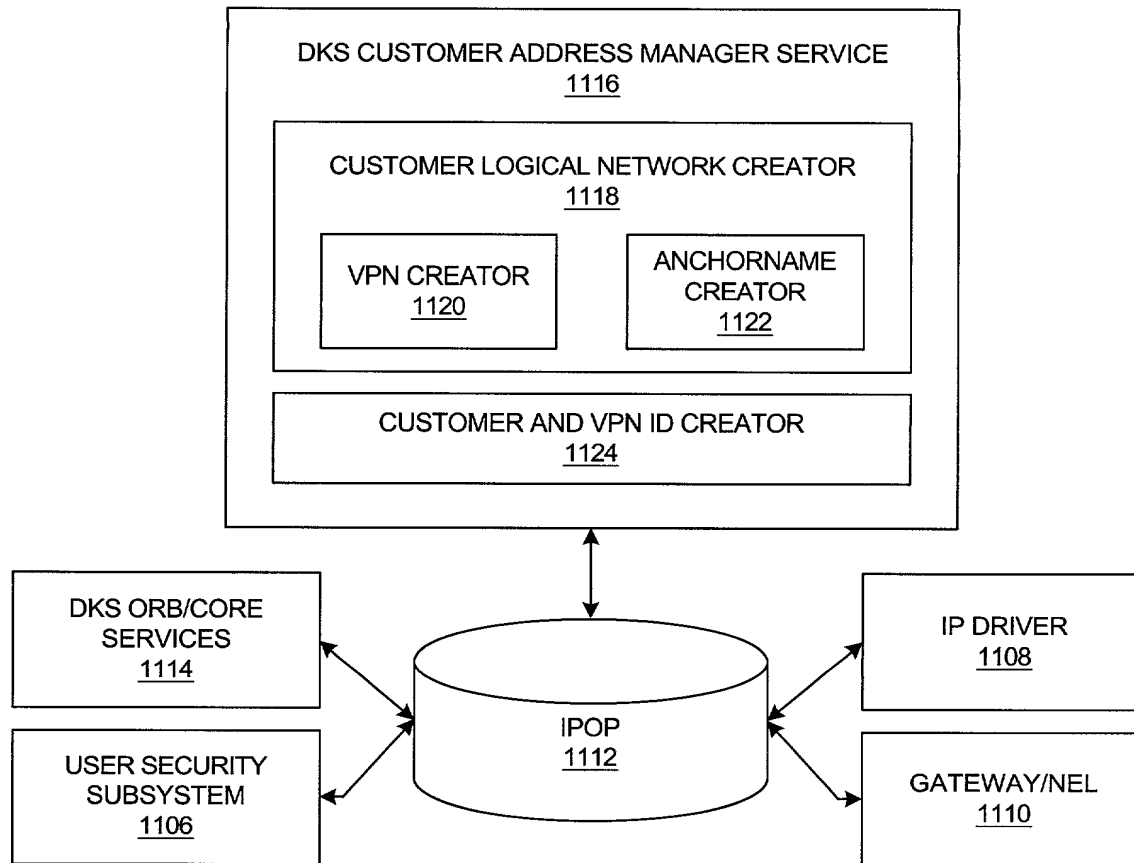 DKS CUSTOMER ADDRESS MANAGER SERVICE
1116
CUSTOMER LOGICAL NETWORK CREATOR
1118
VPN CREATOR
1120
ANCHORNAME
CREATOR
1122
CUSTOMER AND VPN ID CREATOR
1124
DKS ORB/CORE
SERVICES
1114
USER SECURITY
SUBSYSTEM
1106
IPOP
1112
IP DRIVER
1108
GATEWAY/NEL
1110